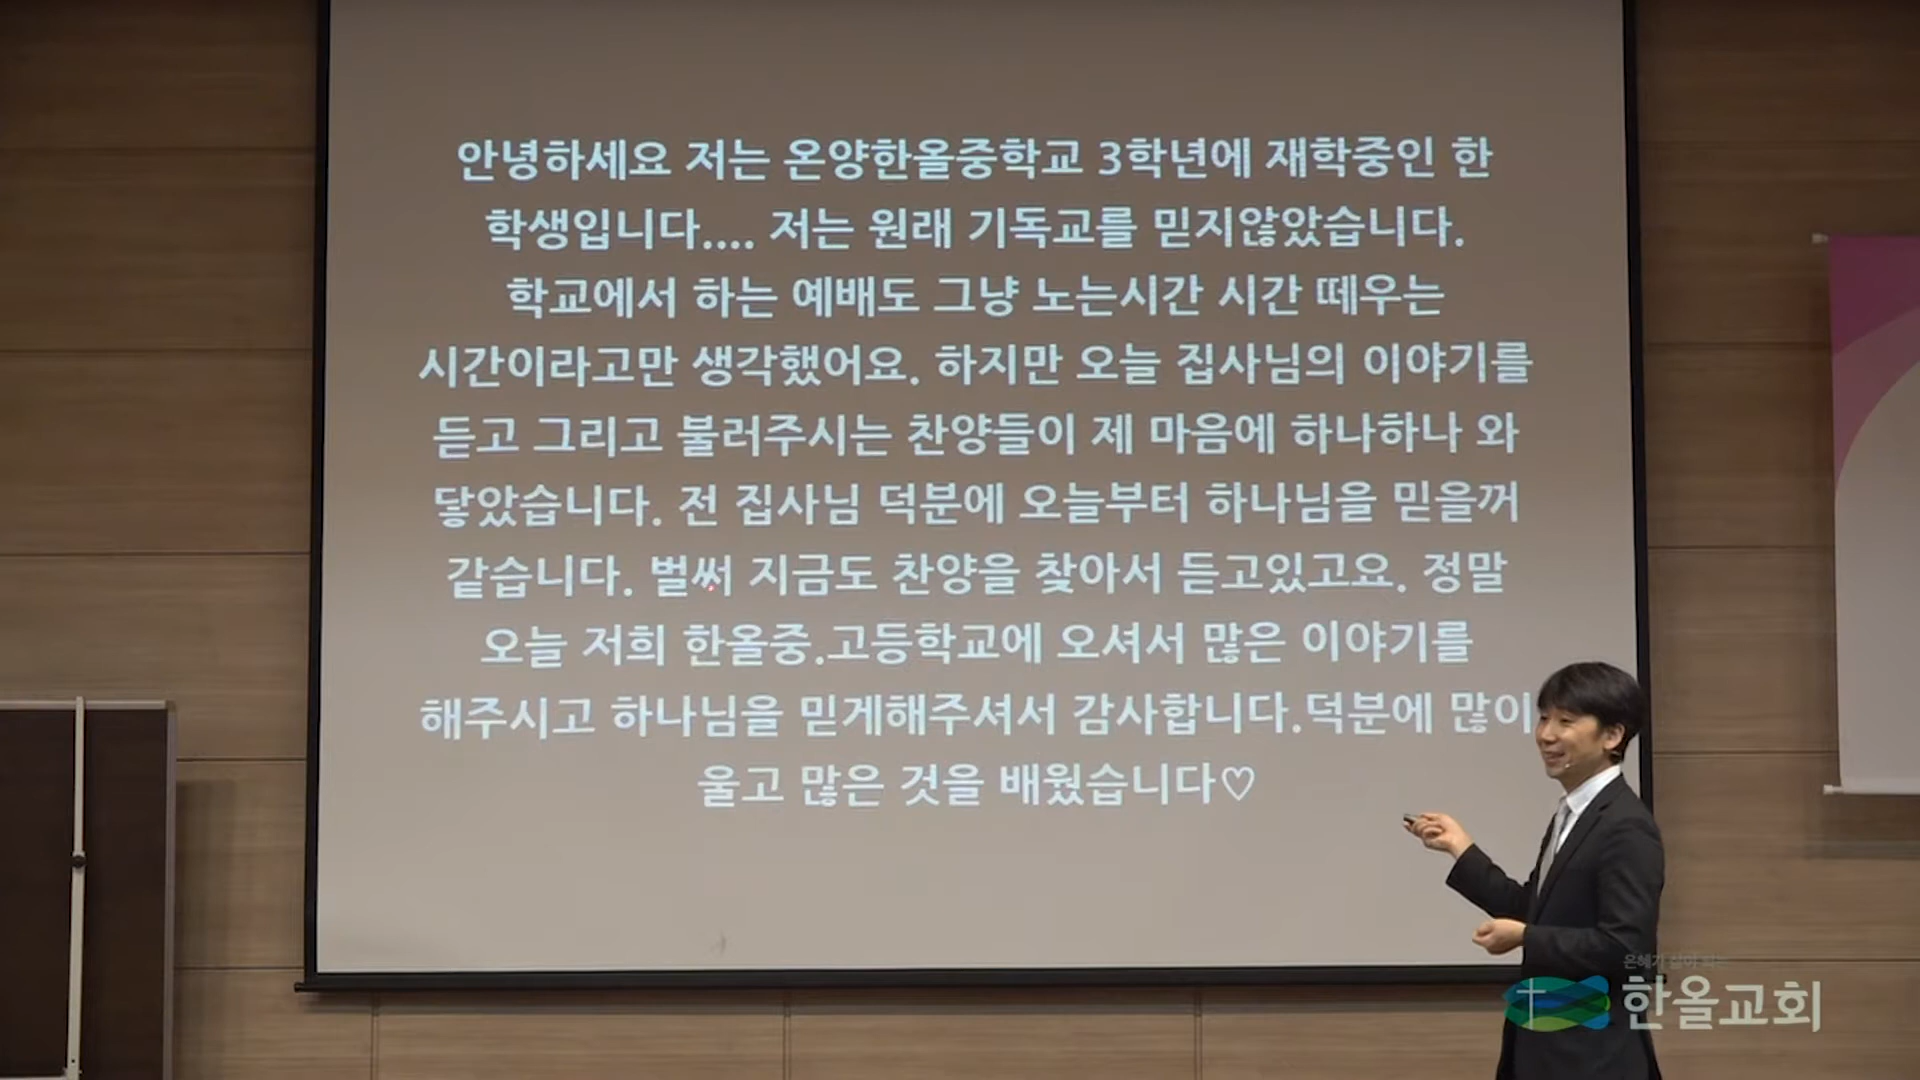 안녕하세요 저는 온양한올중학교 3학년에 재학중인 한
학생입니다.... 저는 원래 기독교를 믿지않았습니다.
학교에서 하는 예배도 그냥 노는시간 시간 떼우는
시간이라고만 생각했어요. 하지만 오늘 집사님의 이야기를
듣고 그리고 불러주시는 찬양들이 제 마음에 하나하나 와
닿았습니다. 전 집사님 덕분에 오늘부터 하나님을 믿을꺼
같습니다. 벌써 지금도 찬양을 찾아서 듣고있고요. 정말
오늘 저희 한올중.고등학교에 오셔서 많은 이야기를
해주시고 하나님을 믿게해주셔서 감사합니다.덕분에 많이
울고 많은 것을 배웠습니다♡
한올교회